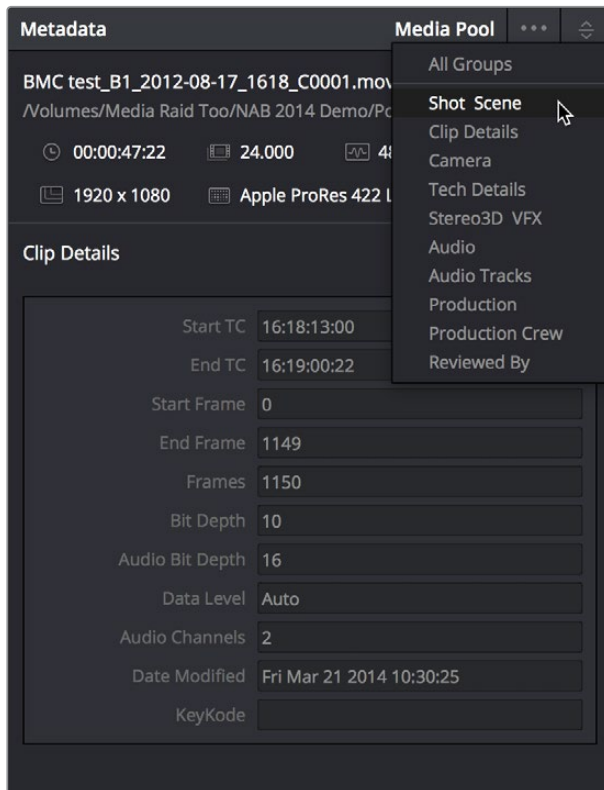 Metadata
Media Pool
BMC test_B1_2012-08-17_1618_C0001.mov
/Volumes/Media Raid Too/NAB 2014 Demo/
00:00:47:22
24.000
1920 x 1080
Apple ProRes 422
All Groups
Shot Scene
Clip Details
Camera
Tech Details
Stereo3D VFX
Audio
Audio Tracks
Production
Production Crew
Reviewed By
Clip Details
Start TC 16:18:13:00
End TC 16:19:00:22
Start Frame 0
End Frame 1149
Frames 1150
Bit Depth 10
Audio Bit Depth 16
Data Level Auto
Audio Channels 2
Date Modified Fri Mar 21 2014 10:30:25
KeyKode